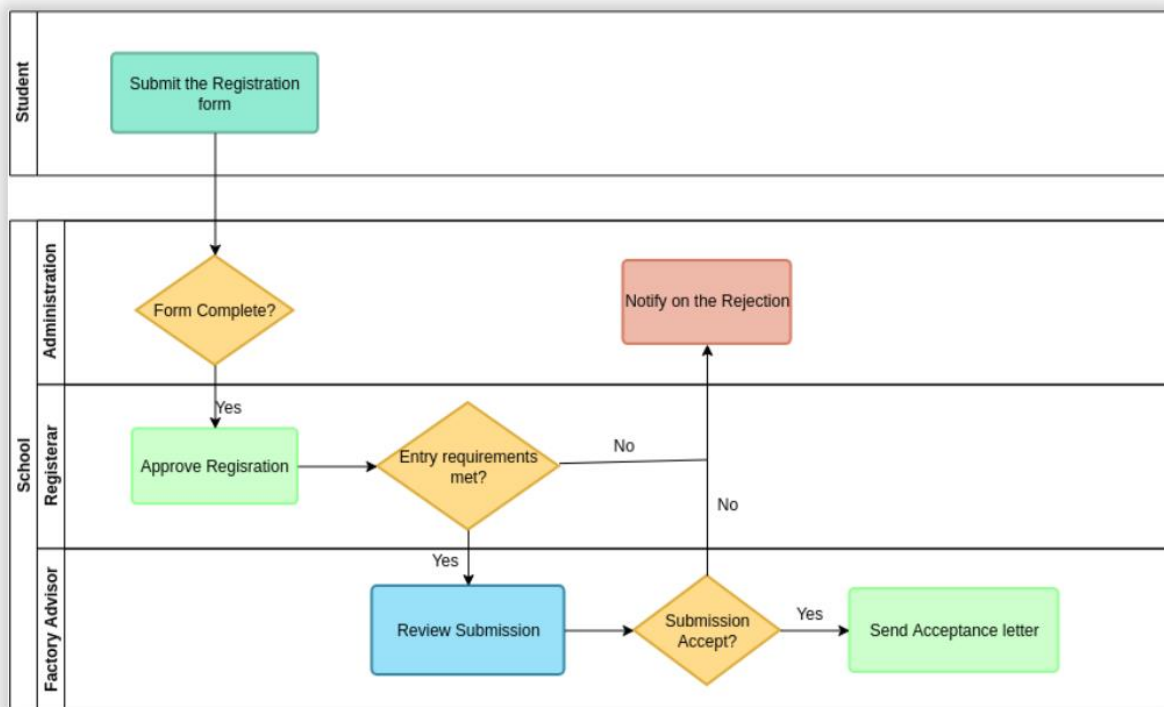 Student
Submit the Registration
form
School
Administration
Form Complete?
Notify on the Rejection
Yes
Registerar
Approve Regisration
Entry requirements
met?
No
No
Yes
Factory Advisor
Review Submission
Submission
Accept?
Yes
Send Acceptance letter